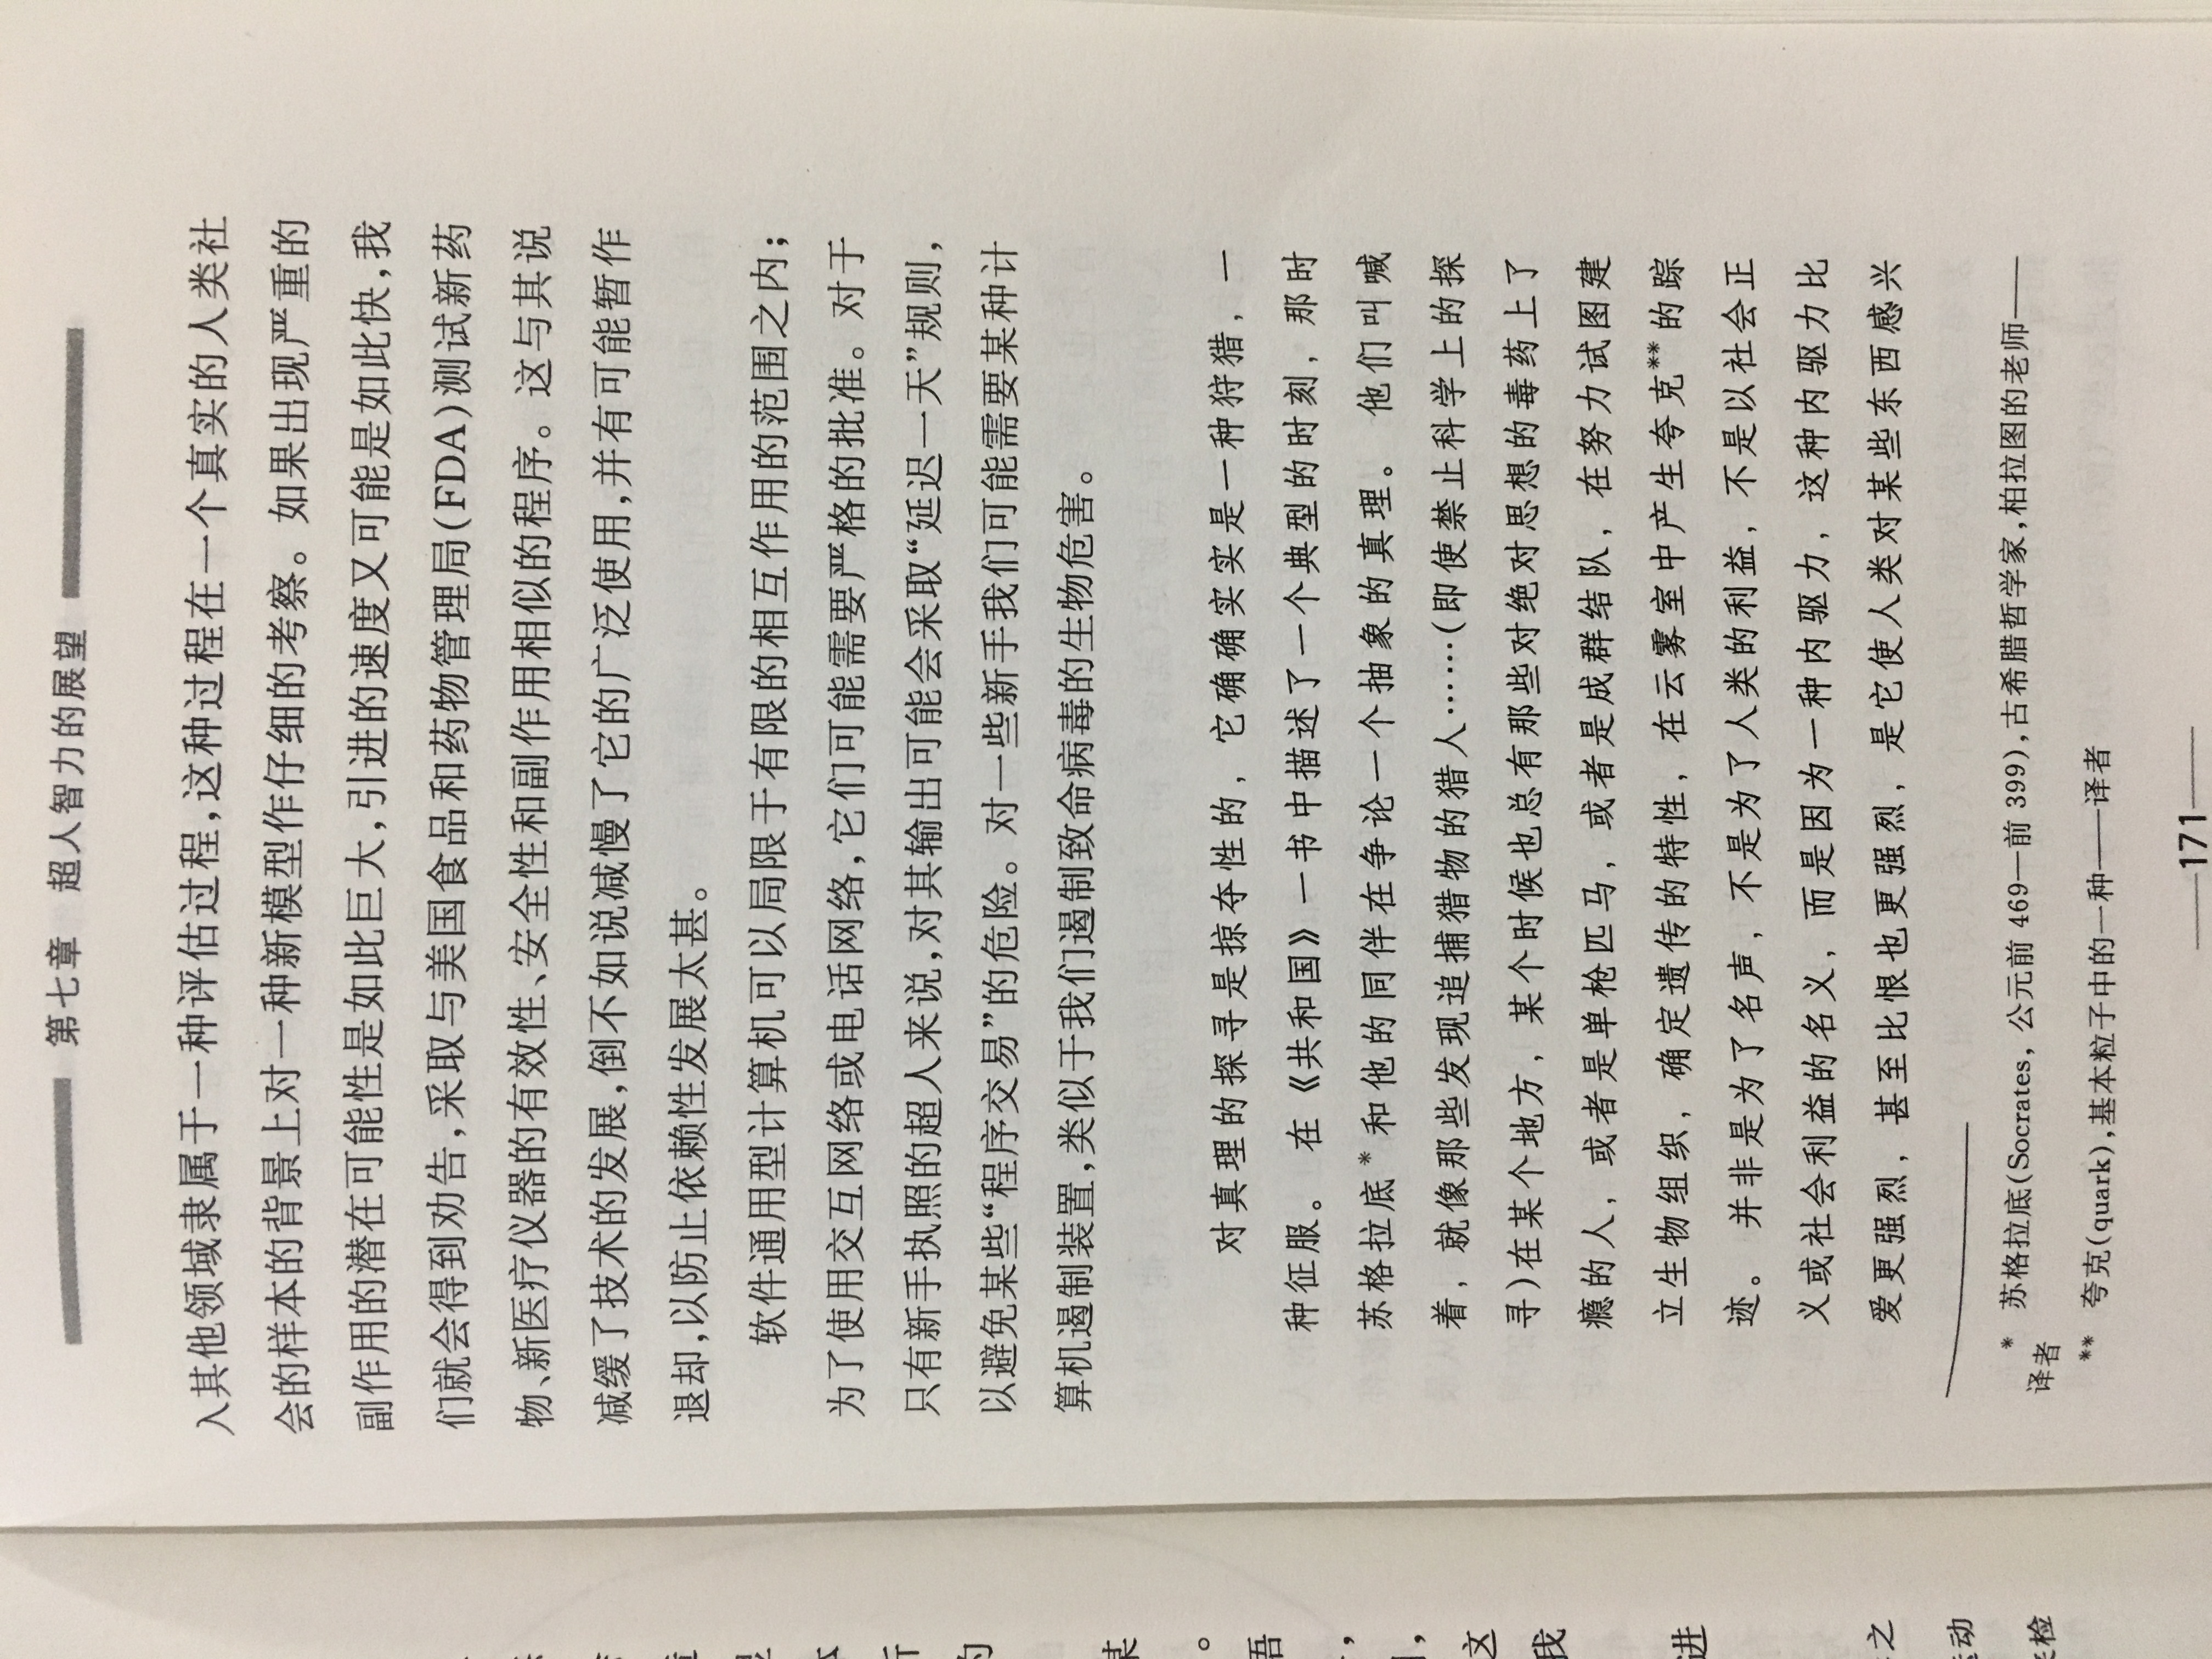 第七章 超人智力的展望
入其他领域隶属于一种评估过程,这种过程在一个真实的人类社
会的样本的背景上对一种新模型作仔细的考察。如果出现严重的
副作用的潜在可能性是如此巨大,引进的速度又可能是如此快,我
们就会得到劝告,采取与美国食品和药物管理局(FDA)测试新药
物、新医疗仪器的有效性、安全性和副作用相似的程序。这与其说
减缓了技术的发展,倒不如说减慢了它的广泛使用,并有可能暂作
退却,以防止依赖性发展太甚。
软件通用型计算机可以局限于有限的相互作用的范围之内;
为了使用交互网络或电话网络,它们可能需要严格的批准。对于
只有新手执照的超人来说,对其输出可能会采取“延迟一天”规则,
以避免某些“程序交易”的危险。对一些新手我们可能需要某种计
算机遏制装置,类似于我们遏制致命病毒的生物危害。
对真理的探寻是掠夺性的，它确确实实是一种狩猎，一
种征服。在《共和国》一书中描述了一个典型的时刻，那时
苏格拉底*和他的同伴在争论一个抽象的真理。他们叫喊
着，就像那些发现追捕猎物的猎人……(即使禁止科学上的探
寻)在某个地方，某个时候也总有那些对绝对思想的毒药上了
瘾的人，或者是单枪匹马，或者是成群结队，在努力试图建
立生物组织，确定遗传的特性，在云雾室中产生夸克**的踪
迹。并非是为了名声，不是为了人类的利益，不是以社会正
义或社会利益的名义，而是因为一种内驱力，这种内驱力比
爱更强烈，甚至比恨也更强烈，是它使人类对某些东西感兴
* 苏格拉底(Socrates, 公元前 469—前 399),古希腊哲学家,柏拉图的老师——
译者
** 夸克(quark),基本粒子中的一种——译者
171